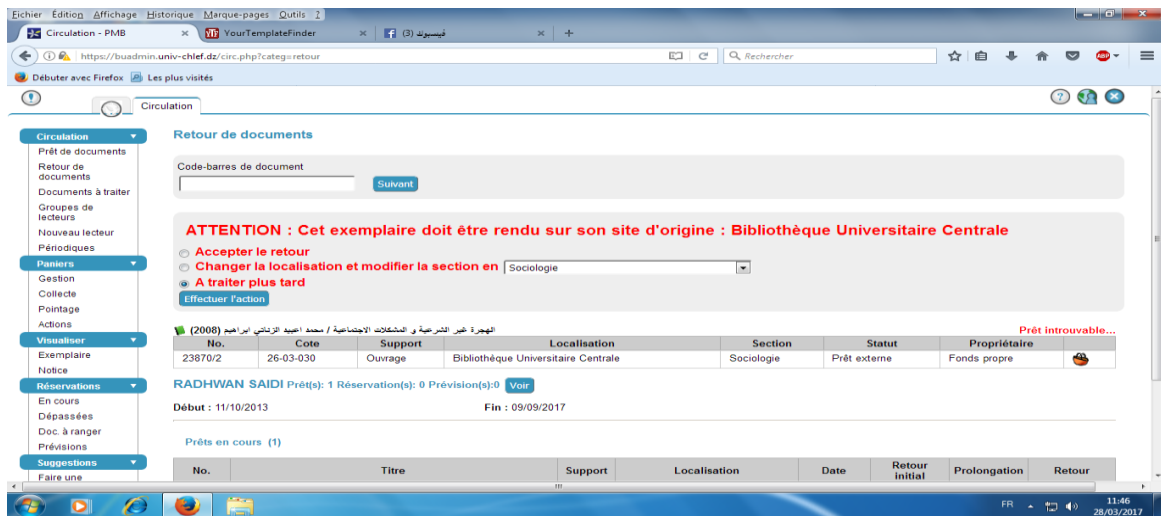 Fichier Édition Affichage Historique Marque-pages Outils ?
Circulation - PMB × YourTemplateFinder × فيسبوك (3) × +
https://buadmin.univ-chlef.dz/circ.php?categ=retour Rechercher ABP
Débuter avec Firefox Les plus visités
Circulation
Circulation
Prêt de documents
Retour de documents
Documents à traiter
Groupes de lecteurs
Nouveau lecteur
Périodiques
Paniers
Gestion
Collecte
Pointage
Actions
Visualiser
Exemplaire
Notice
Réservations
En cours
Dépassées
Doc. à ranger
Prévisions
Suggestions
Faire une
Retour de documents
Code-barres de document
Suivant
ATTENTION : Cet exemplaire doit être rendu sur son site d'origine : Bibliothèque Universitaire Centrale
Accepter le retour
Changer la localisation et modifier la section en Sociologie
A traiter plus tard
Effectuer l'action
الهجرة غير الشرعية و المشكلات الاجتماعية / محمد اعبيد الزنتاني ابراهيم (2008) Prêt introuvable...
No. Cote Support Localisation Section Statut Propriétaire
23870/2 26-03-030 Ouvrage Bibliothéque Universitaire Centrale Sociologie Prêt externe Fonds propre
RADHWAN SAIDI Prêt(s): 1 Réservation(s): 0 Prévision(s):0 Voir
Début : 11/10/2013 Fin : 09/09/2017
Prêts en cours (1)
No. Titre Support Localisation Date Retour initial Prolongation Retour
FR 11:46
28/03/2017